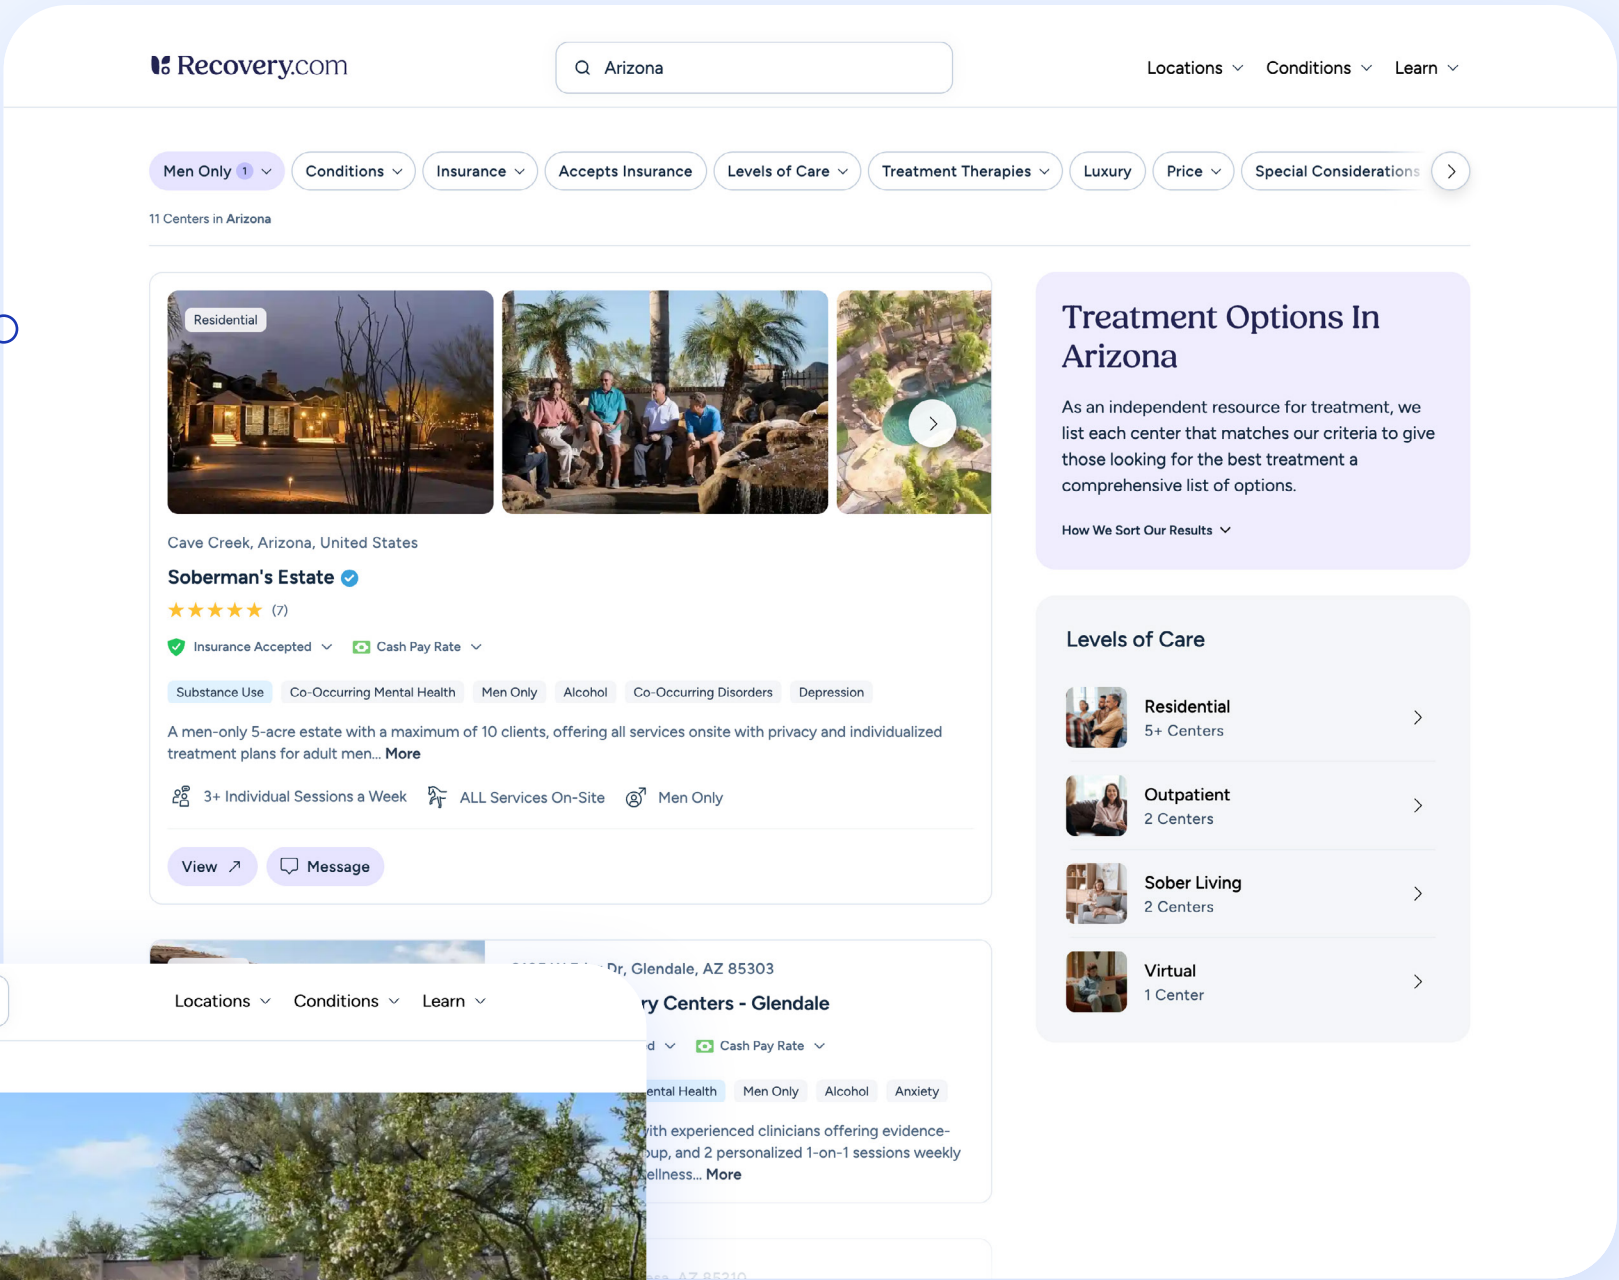 Recovery.com
Arizona
Locations
Conditions
Learn
Men Only 1
Conditions
Insurance
Accepts Insurance
Levels of Care
Treatment Therapies
Luxury
Price
Special Considerations
11 Centers in Arizona
Residential
Cave Creek, Arizona, United States
Soberman's Estate
(7)
Insurance Accepted
Cash Pay Rate
Substance Use
Co-Occurring Mental Health
Men Only
Alcohol
Co-Occurring Disorders
Depression
A men-only 5-acre estate with a maximum of 10 clients, offering all services onsite with privacy and individualized
treatment plans for adult men... More
3+ Individual Sessions a Week
ALL Services On-Site
Men Only
View
Message
Treatment Options In
Arizona
As an independent resource for treatment, we
list each center that matches our criteria to give
those looking for the best treatment a
comprehensive list of options.
How We Sort Our Results
Levels of Care
Residential
5+ Centers
Outpatient
2 Centers
Sober Living
2 Centers
Virtual
1 Center
Dr, Glendale, AZ 85303
Centers - Glendale
Cash Pay Rate
Health
Men Only
Alcohol
Anxiety
experienced clinicians offering evidence-
and 2 personalized 1-on-1 sessions weekly
More
Locations
Conditions
Learn
AZ 85210